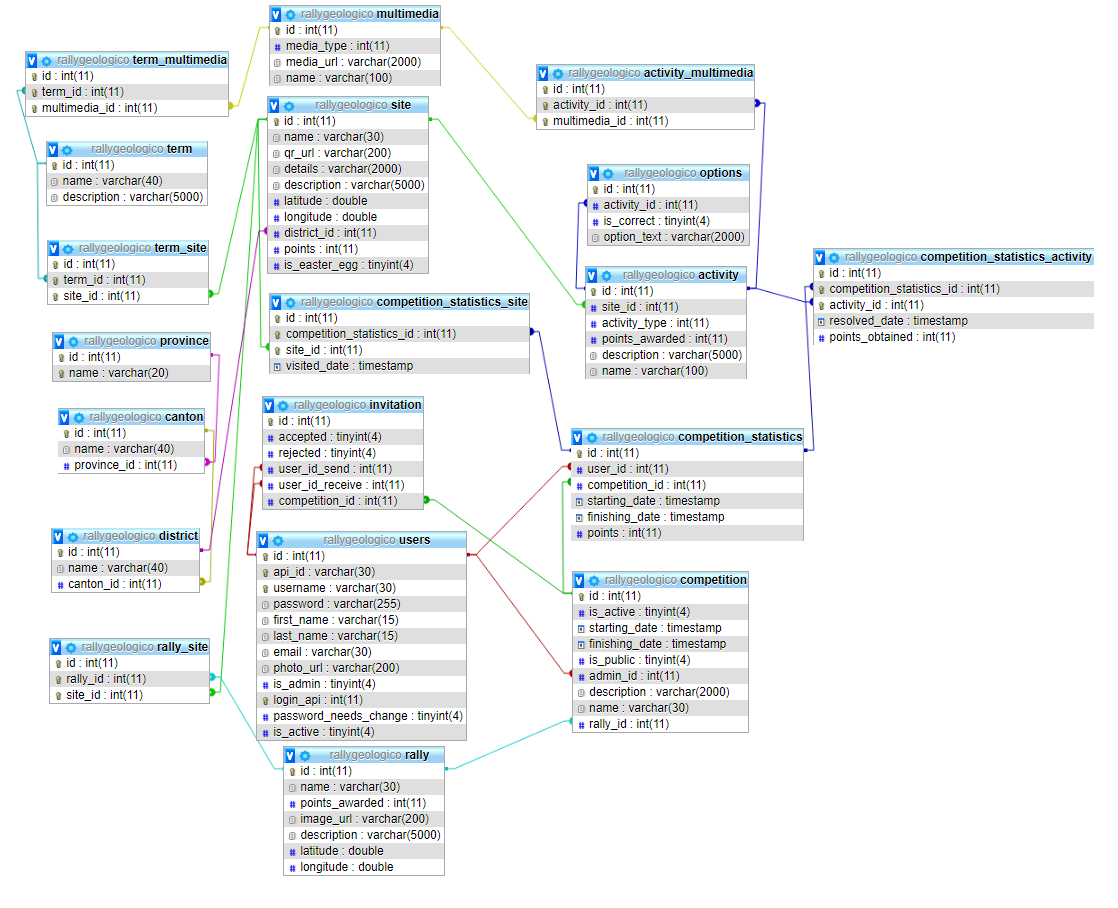 rallygeologico multimedia
id : int(11)
media_type : int(11)
media_url : varchar(2000)
name : varchar(100)
rallygeologico term_multimedia
id : int(11)
term_id : int(11)
multimedia_id : int(11)
rallygeologico activity_multimedia
id : int(11)
activity_id : int(11)
multimedia_id : int(11)
rallygeologico site
id : int(11)
name : varchar(30)
qr_url : varchar(200)
details : varchar(2000)
description : varchar(5000)
latitude : double
longitude : double
district_id : int(11)
points : int(11)
is_easter_egg : tinyint(4)
rallygeologico term
id : int(11)
name : varchar(40)
description : varchar(5000)
rallygeologico options
id : int(11)
activity_id : int(11)
is_correct : tinyint(4)
option_text : varchar(2000)
rallygeologico term_site
id : int(11)
term_id : int(11)
site_id : int(11)
rallygeologico activity
id : int(11)
site_id : int(11)
activity_type : int(11)
points_awarded : int(11)
description : varchar(5000)
name : varchar(100)
rallygeologico competition_statistics_activity
id : int(11)
competition_statistics_id : int(11)
activity_id : int(11)
resolved_date : timestamp
points_obtained : int(11)
rallygeologico competition_statistics_site
id : int(11)
competition_statistics_id : int(11)
site_id : int(11)
visited_date : timestamp
rallygeologico province
id : int(11)
name : varchar(20)
rallygeologico canton
id : int(11)
name : varchar(40)
province_id : int(11)
rallygeologico invitation
id : int(11)
accepted : tinyint(4)
rejected : tinyint(4)
user_id_send : int(11)
user_id_receive : int(11)
competition_id : int(11)
rallygeologico competition_statistics
id : int(11)
user_id : int(11)
competition_id : int(11)
starting_date : timestamp
finishing_date : timestamp
points : int(11)
rallygeologico district
id : int(11)
name : varchar(40)
canton_id : int(11)
rallygeologico users
id : int(11)
api_id : varchar(30)
username : varchar(30)
password : varchar(255)
first_name : varchar(15)
last_name : varchar(15)
email : varchar(30)
photo_url : varchar(200)
is_admin : tinyint(4)
login_api : int(11)
password_needs_change : tinyint(4)
is_active : tinyint(4)
rallygeologico competition
id : int(11)
is_active : tinyint(4)
starting_date : timestamp
finishing_date : timestamp
is_public : tinyint(4)
admin_id : int(11)
description : varchar(2000)
name : varchar(30)
rally_id : int(11)
rallygeologico rally_site
id : int(11)
rally_id : int(11)
site_id : int(11)
rallygeologico rally
id : int(11)
name : varchar(30)
points_awarded : int(11)
image_url : varchar(200)
description : varchar(5000)
latitude : double
longitude : double